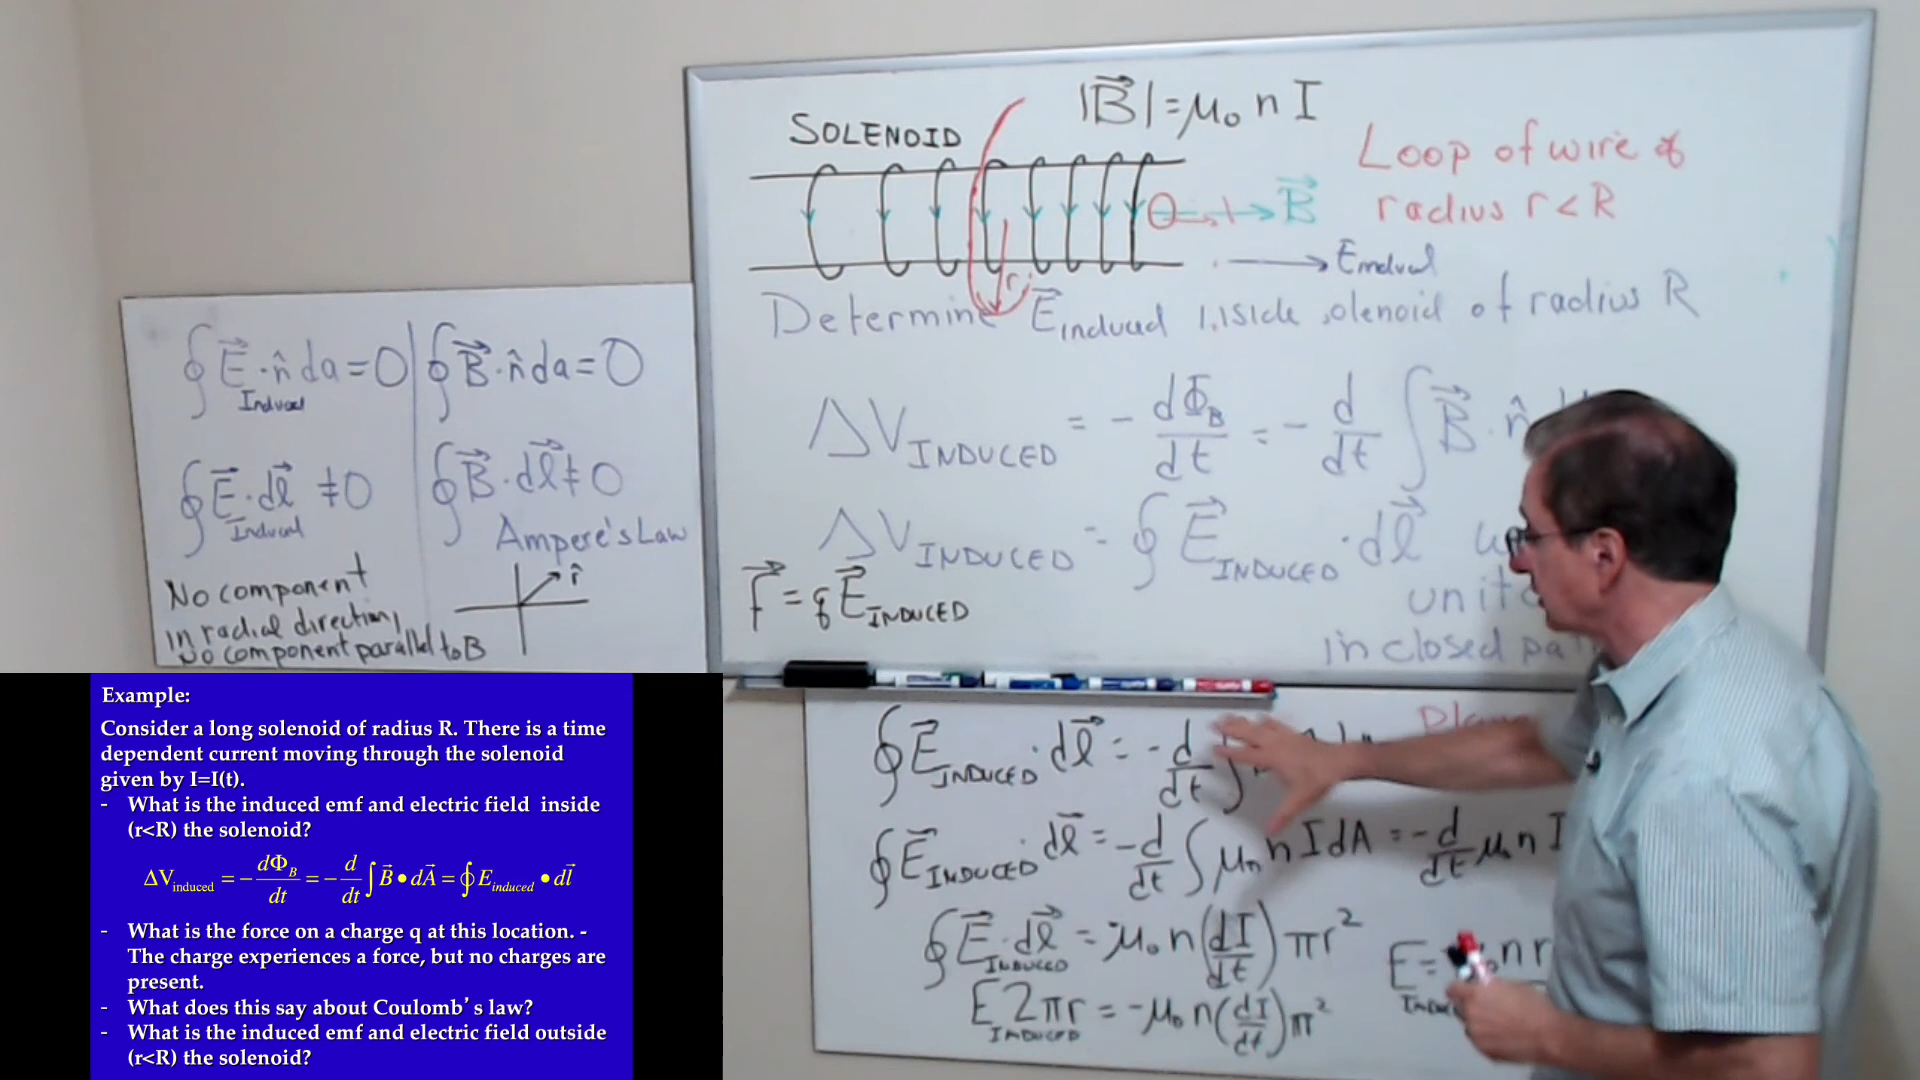 |B⃗| = μ₀ n I
SOLENOID
Loop of wire of
radius r < R
B⃗
r
Determine E⃗induced inside solenoid of radius R
ΔV INDUCED = - dΦ_B/dt = - d/dt ∫ B⃗ · n̂
ΔV INDUCED = ∮ E⃗ INDUCED · dl⃗
unit
in closed
F⃗ = qE⃗ INDUCED
∮ E⃗ Induced · n̂ da = 0
∮ B⃗ · n̂ da = 0
∮ E⃗ Induced · dl⃗ ≠ 0
∮ B⃗ · dl⃗ ≠ 0
Ampere's Law
r̂
No component
in radial direction,
No component parallel to B
∮ E⃗ INDUCED · dl⃗ = - d/dt ∫
∮ E⃗ INDUCED · dl⃗ = - d/dt ∫ μ₀ n I dA = - d/dt μ₀ n I
∮ E⃗ INDUCED · dl⃗ = - μ₀ n (dI/dt) πr²
E INDUCED 2πr = - μ₀ n (dI/dt) πr²
E =
nr
Example:
Consider a long solenoid of radius R. There is a time
dependent current moving through the solenoid
given by I=I(t).
- What is the induced emf and electric field inside
(r<R) the solenoid?
ΔV induced = - dΦ_B/dt = - d/dt ∫ B⃗ • dA⃗ = ∮ E induced • dl⃗
- What is the force on a charge q at this location. -
The charge experiences a force, but no charges are
present.
- What does this say about Coulomb's law?
- What is the induced emf and electric field outside
(r<R) the solenoid?